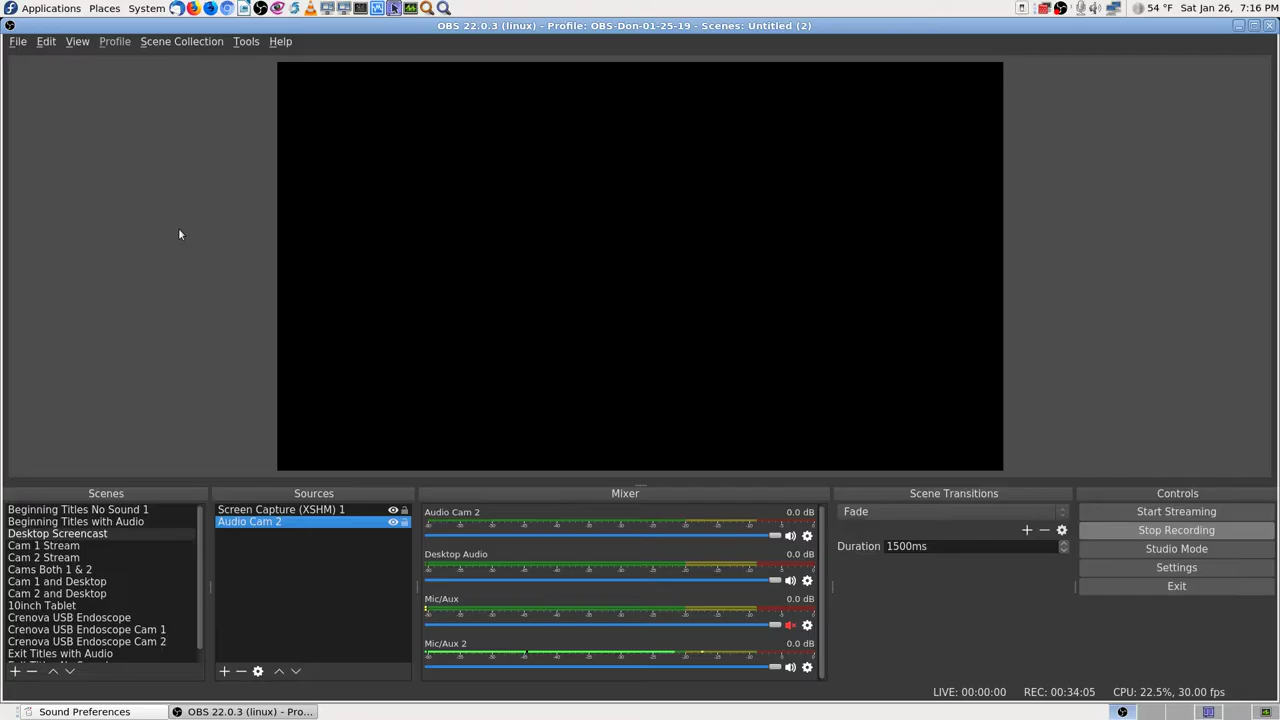 Applications Places System 54 °F Sat Jan 26, 7:16 PM
OBS 22.0.3 (linux) - Profile: OBS-Don-01-25-19 - Scenes: Untitled (2)
File Edit View Profile Scene Collection Tools Help
Scenes
Beginning Titles No Sound 1
Beginning Titles with Audio
Desktop Screencast
Cam 1 Stream
Cam 2 Stream
Cams Both 1 & 2
Cam 1 and Desktop
Cam 2 and Desktop
10inch Tablet
Crenova USB Endoscope
Crenova USB Endoscope Cam 1
Crenova USB Endoscope Cam 2
Exit Titles with Audio
Sources
Screen Capture (XSHM) 1
Audio Cam 2
Mixer
Audio Cam 2 0.0 dB
Desktop Audio 0.0 dB
Mic/Aux 0.0 dB
Mic/Aux 2 0.0 dB
Scene Transitions
Fade
Duration 1500ms
Controls
Start Streaming
Stop Recording
Studio Mode
Settings
Exit
LIVE: 00:00:00 REC: 00:34:05 CPU: 22.5%, 30.00 fps
Sound Preferences OBS 22.0.3 (linux) - Pro...